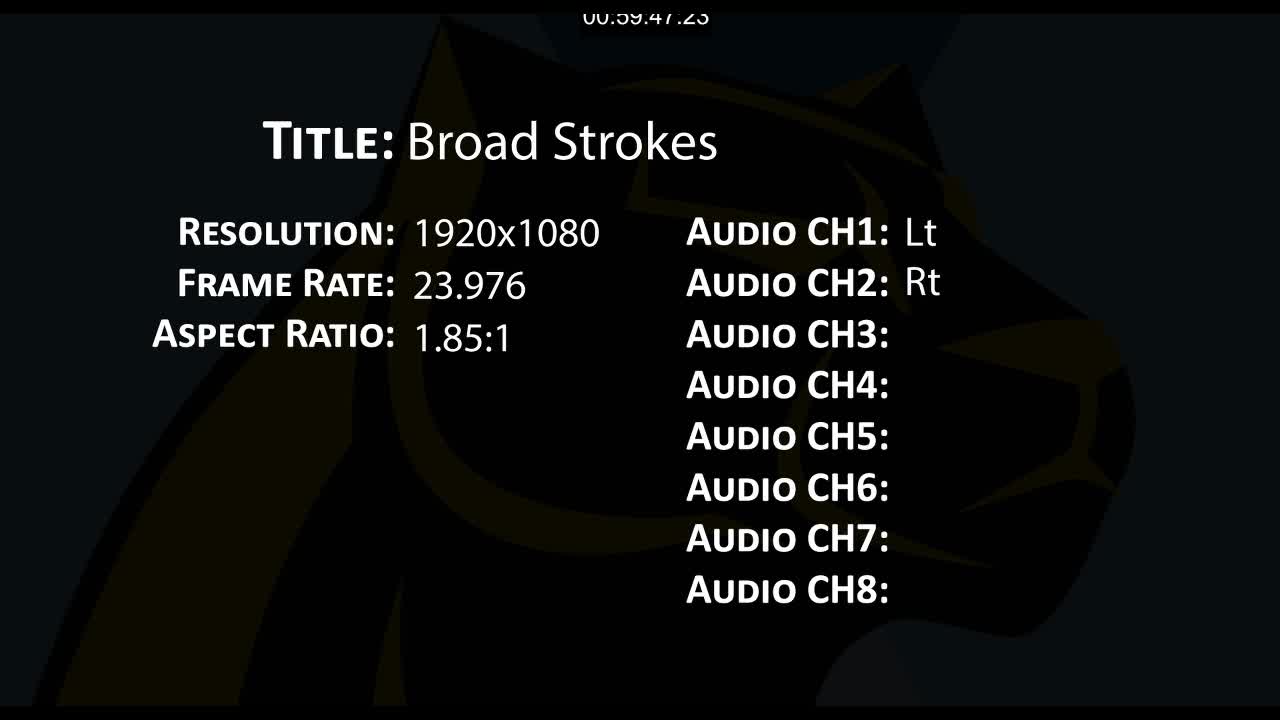 00:59:47:23
Title: Broad Strokes
Resolution: 1920x1080
Frame Rate: 23.976
Aspect Ratio: 1.85:1
Audio CH1: Lt
Audio CH2: Rt
Audio CH3:
Audio CH4:
Audio CH5:
Audio CH6:
Audio CH7:
Audio CH8: